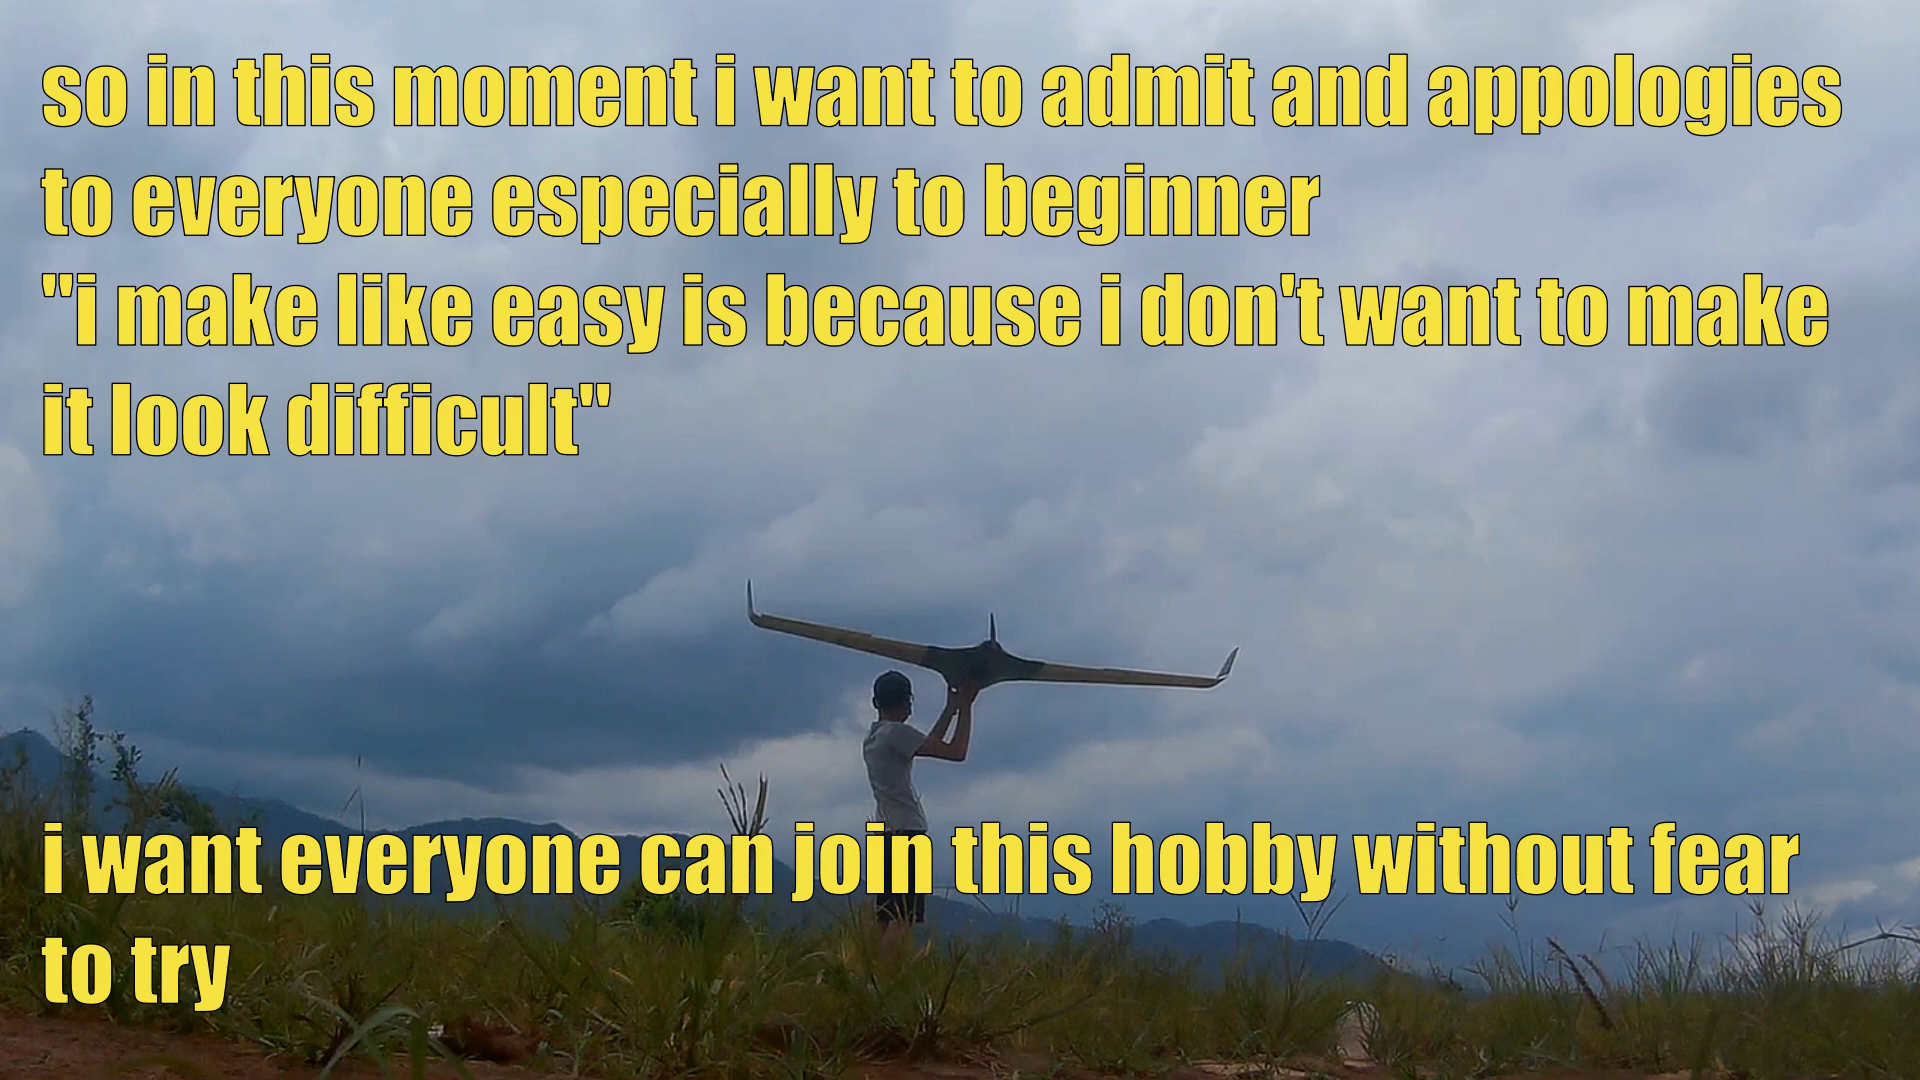 so in this moment i want to admit and appologies
to everyone especially to beginner
"i make like easy is because i don't want to make
it look difficult"
i want everyone can join this hobby without fear
to try